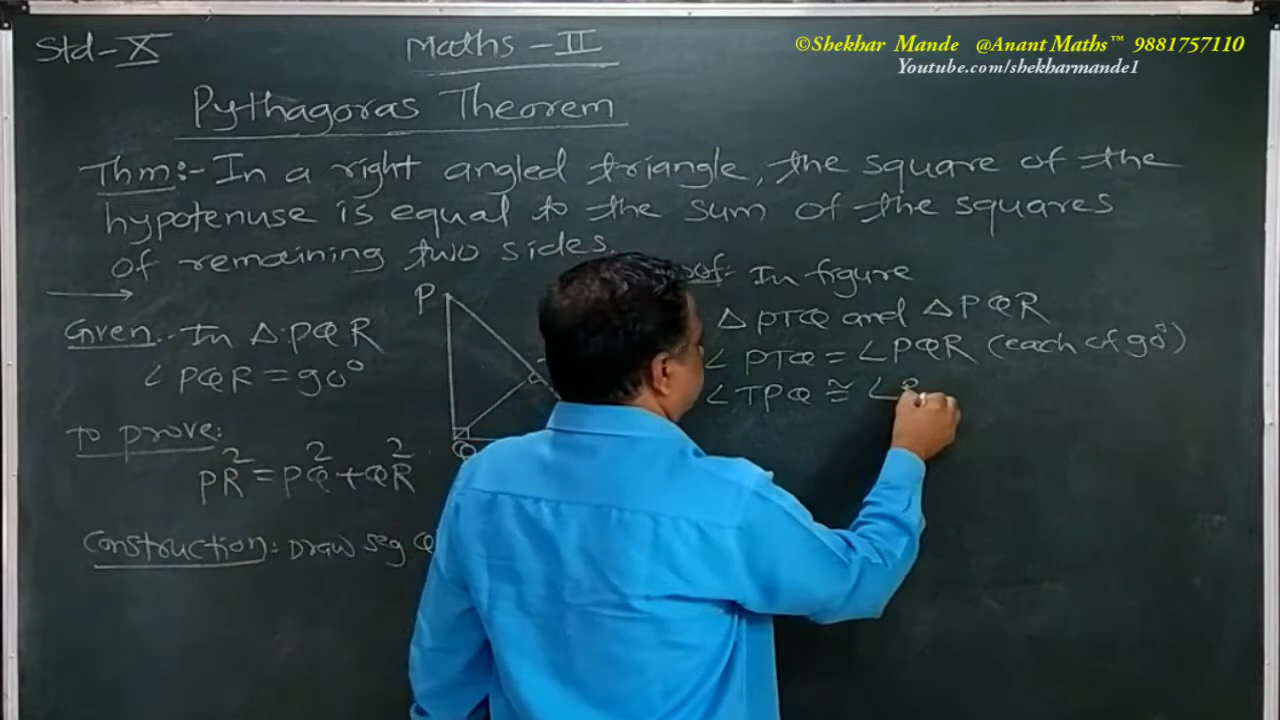 Std-X
Maths-II
©Shekhar Mande @Anant Maths™ 9881757110
Youtube.com/shekharmande1
Pythagoras Theorem
Thm:- In a right angled triangle, the square of the
hypotenuse is equal to the sum of the squares
of remaining two sides.
Given.. In △PQR
∠PQR = 90°
to prove:
PR² = PQ² + QR²
Construction: Draw seg
P
Q
In figure
△PTQ and △PQR
∠PTQ = ∠PQR (each of 90°)
∠TPQ ≅ ∠